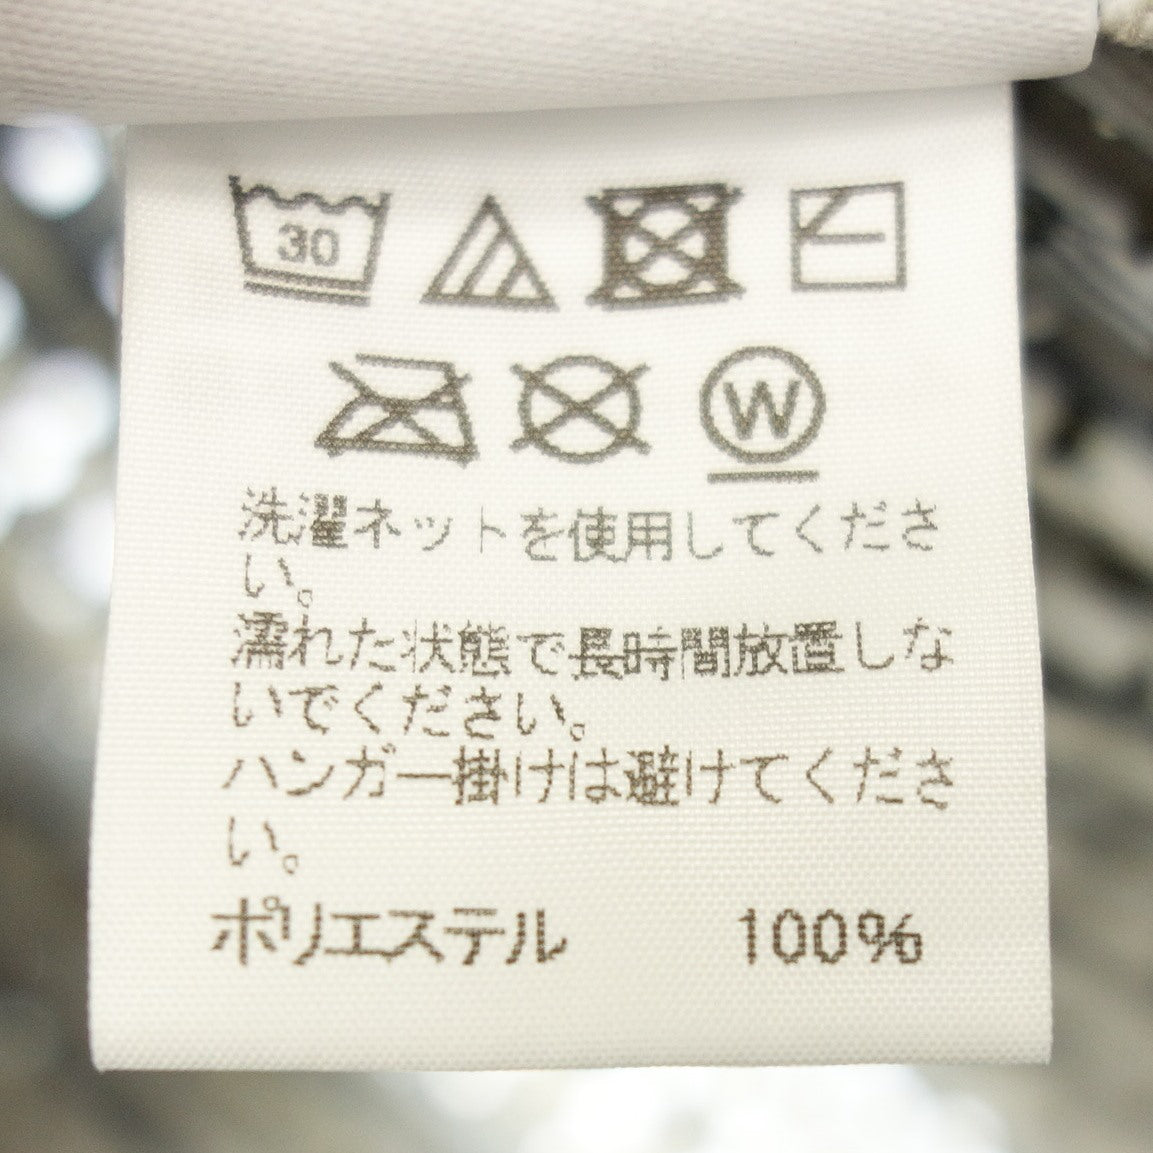 30
W
洗濯ネットを使用してくださ
い。
濡れた状態で長時間放置しな
いでください。
ハンガー掛けは避けてくださ
い。
ポリエステル 100%